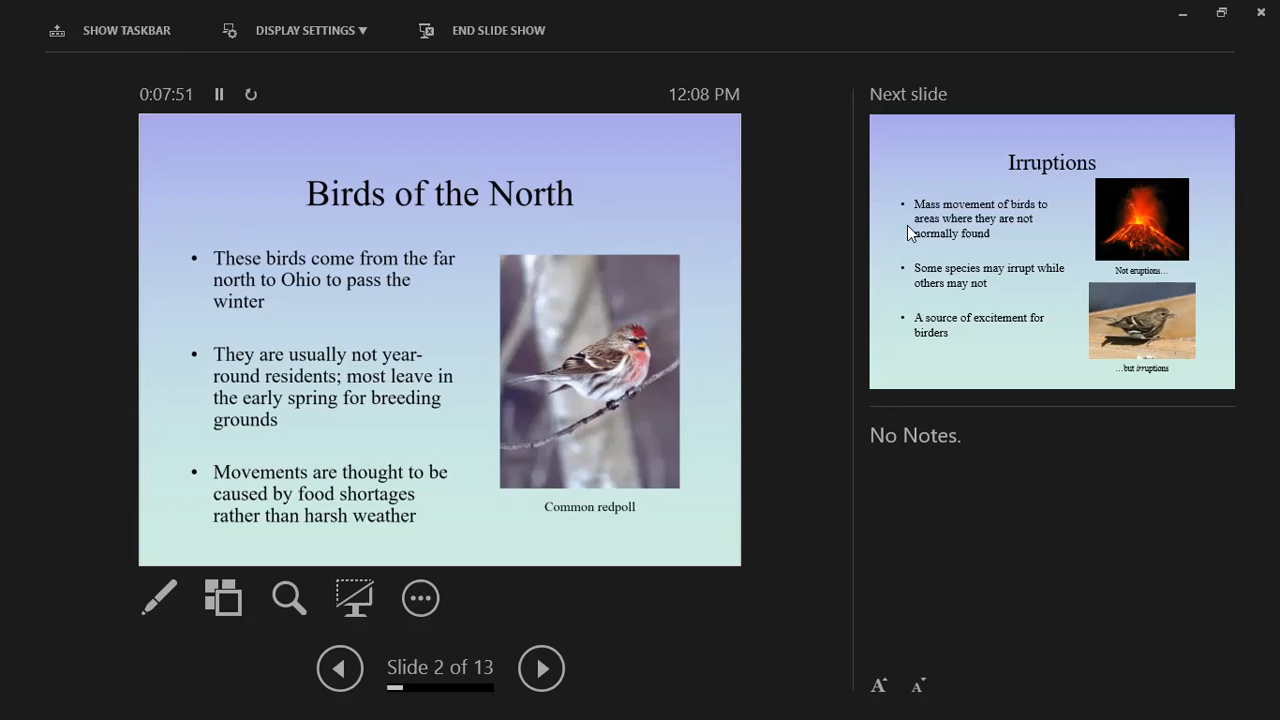 SHOW TASKBAR
DISPLAY SETTINGS ▼
END SLIDE SHOW
0:07:51
12:08 PM
Birds of the North
• These birds come from the far
north to Ohio to pass the
winter
• They are usually not year-
round residents; most leave in
the early spring for breeding
grounds
• Movements are thought to be
caused by food shortages
rather than harsh weather
Common redpoll
Slide 2 of 13
Next slide
Irruptions
• Mass movement of birds to
areas where they are not
normally found
• Some species may irrupt while
others may not
• A source of excitement for
birders
Not eruptions...
...but irruptions
No Notes.
A
A